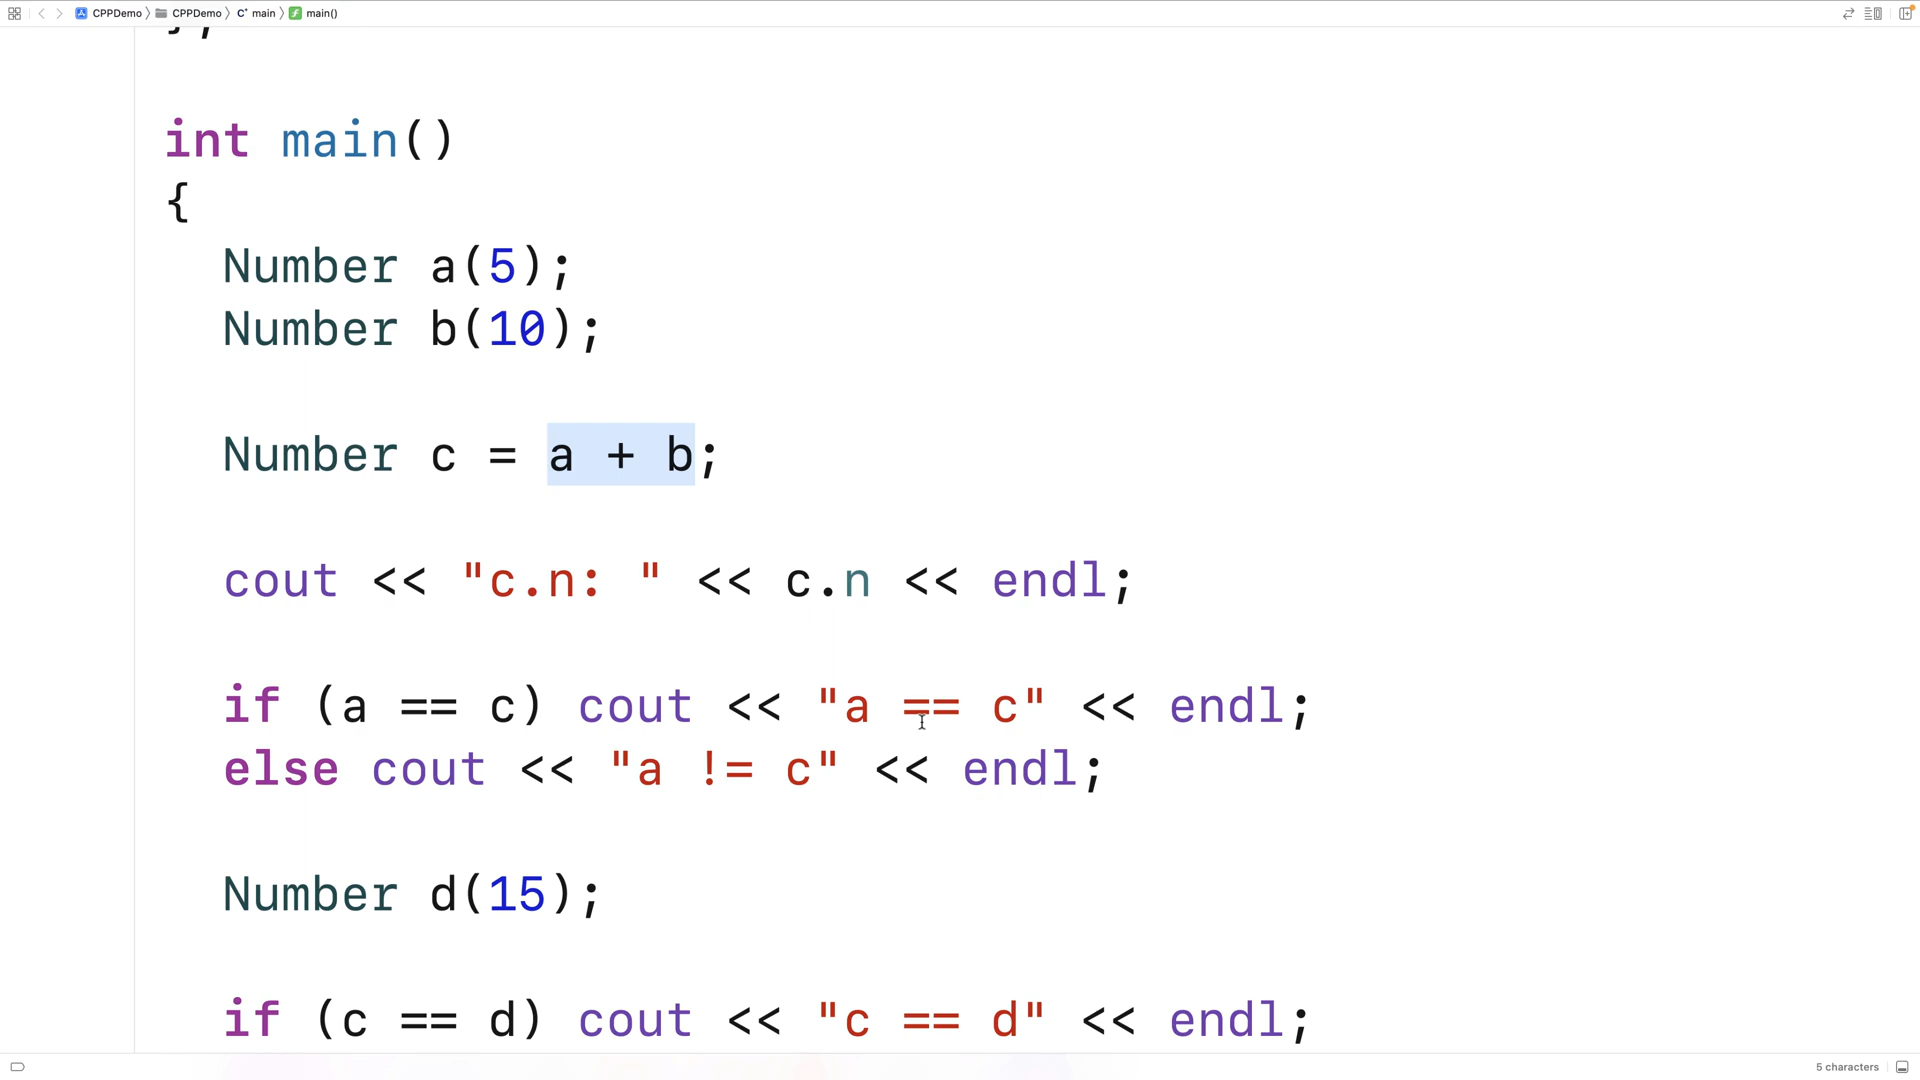 CPPDemo CPPDemo C+ main f main()
};
int main()
{
Number a(5);
Number b(10);
Number c = a + b;
cout << "c.n: " << c.n << endl;
if (a == c) cout << "a == c" << endl;
else cout << "a != c" << endl;
Number d(15);
if (c == d) cout << "c == d" << endl;
5 characters